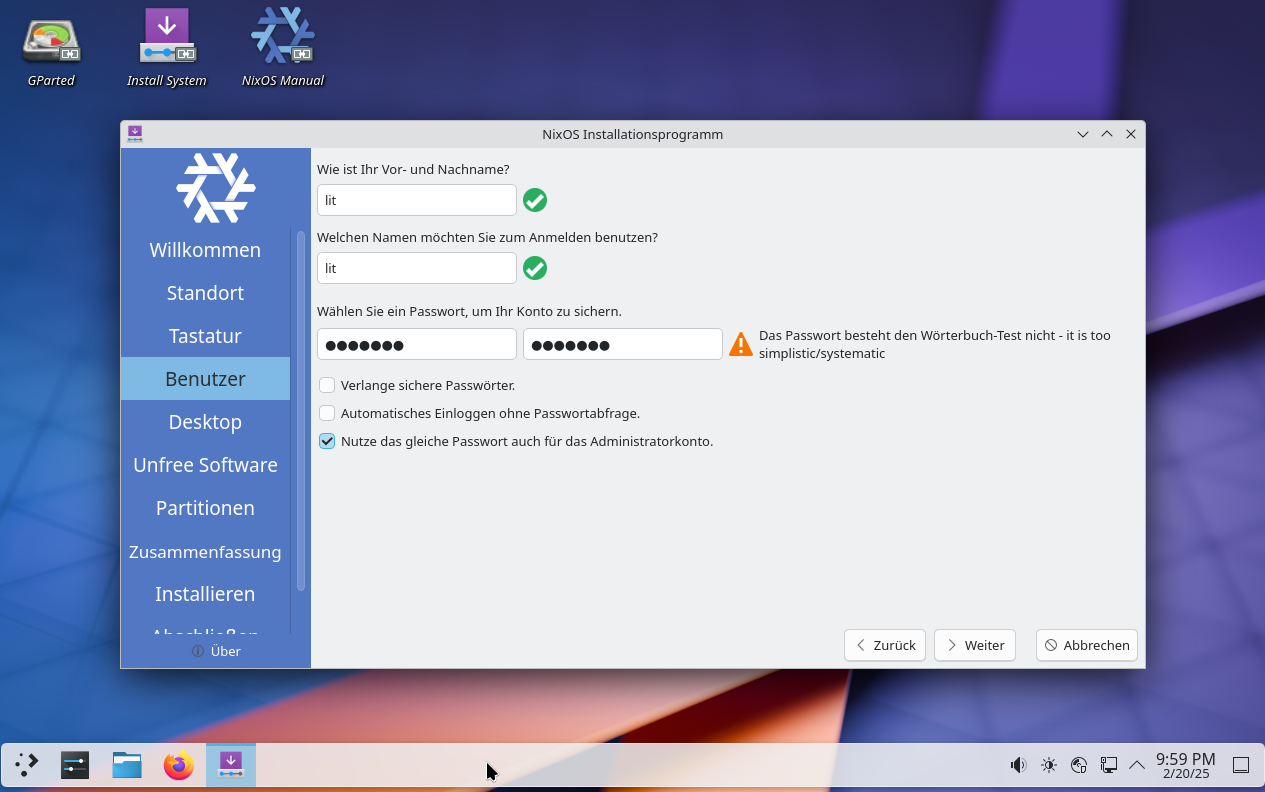 GParted
Install System
NixOS Manual
NixOS Installationsprogramm
Willkommen
Standort
Tastatur
Benutzer
Desktop
Unfree Software
Partitionen
Zusammenfassung
Installieren
Abschließen
Über
Wie ist Ihr Vor- und Nachname?
lit
Welchen Namen möchten Sie zum Anmelden benutzen?
lit
Wählen Sie ein Passwort, um Ihr Konto zu sichern.
●●●●●●● ●●●●●●●
Das Passwort besteht den Wörterbuch-Test nicht - it is too
simplistic/systematic
Verlange sichere Passwörter.
Automatisches Einloggen ohne Passwortabfrage.
Nutze das gleiche Passwort auch für das Administratorkonto.
Zurück Weiter Abbrechen
9:59 PM
2/20/25